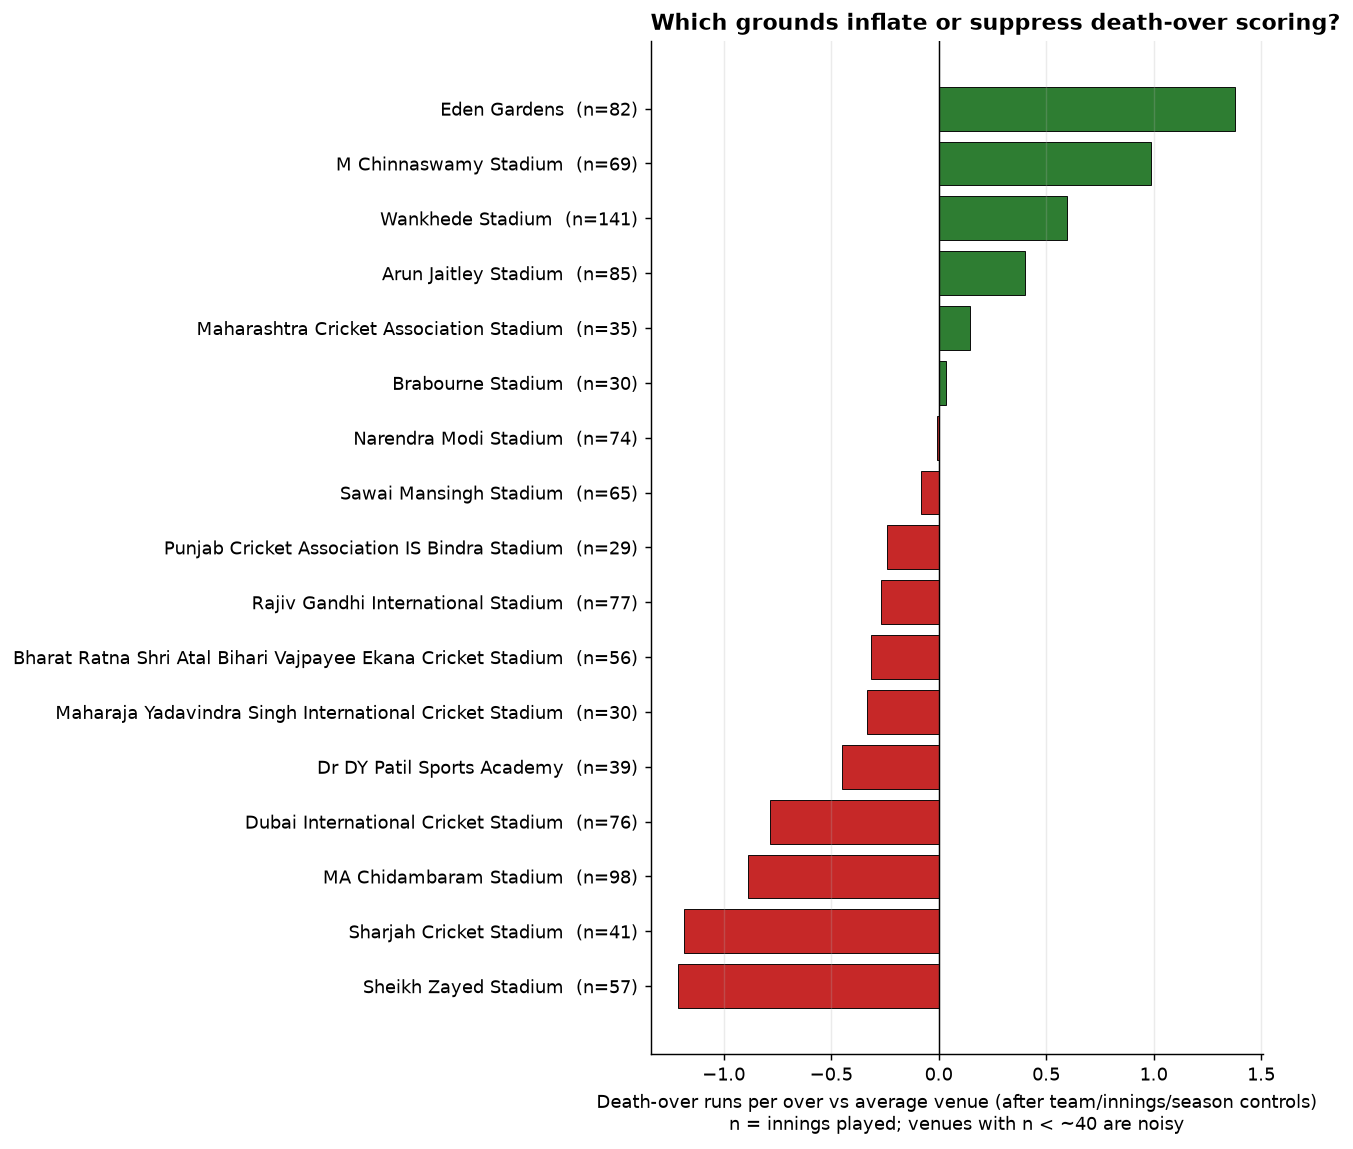 Which grounds inflate or suppress death-over scoring?
Eden Gardens (n=82)
M Chinnaswamy Stadium (n=69)
Wankhede Stadium (n=141)
Arun Jaitley Stadium (n=85)
Maharashtra Cricket Association Stadium (n=35)
Brabourne Stadium (n=30)
Narendra Modi Stadium (n=74)
Sawai Mansingh Stadium (n=65)
Punjab Cricket Association IS Bindra Stadium (n=29)
Rajiv Gandhi International Stadium (n=77)
Bharat Ratna Shri Atal Bihari Vajpayee Ekana Cricket Stadium (n=56)
Maharaja Yadavindra Singh International Cricket Stadium (n=30)
Dr DY Patil Sports Academy (n=39)
Dubai International Cricket Stadium (n=76)
MA Chidambaram Stadium (n=98)
Sharjah Cricket Stadium (n=41)
Sheikh Zayed Stadium (n=57)
−1.0 −0.5 0.0 0.5 1.0 1.5
Death-over runs per over vs average venue (after team/innings/season controls)
n = innings played; venues with n < ~40 are noisy